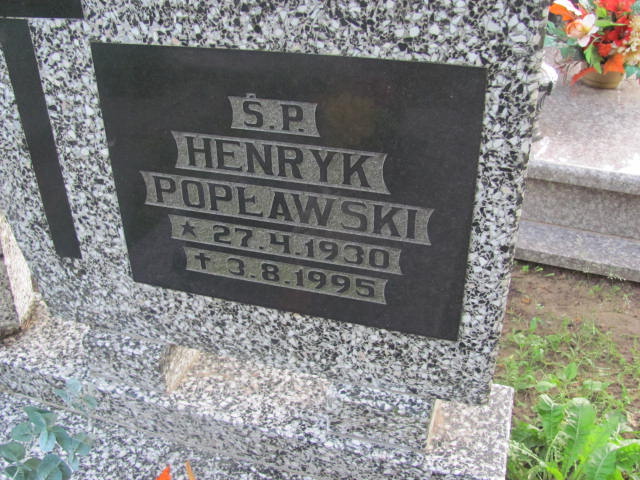 Ś.P.
HENRYK
POPŁAWSKI
★ 27.4.1930
✝ 3.8.1995